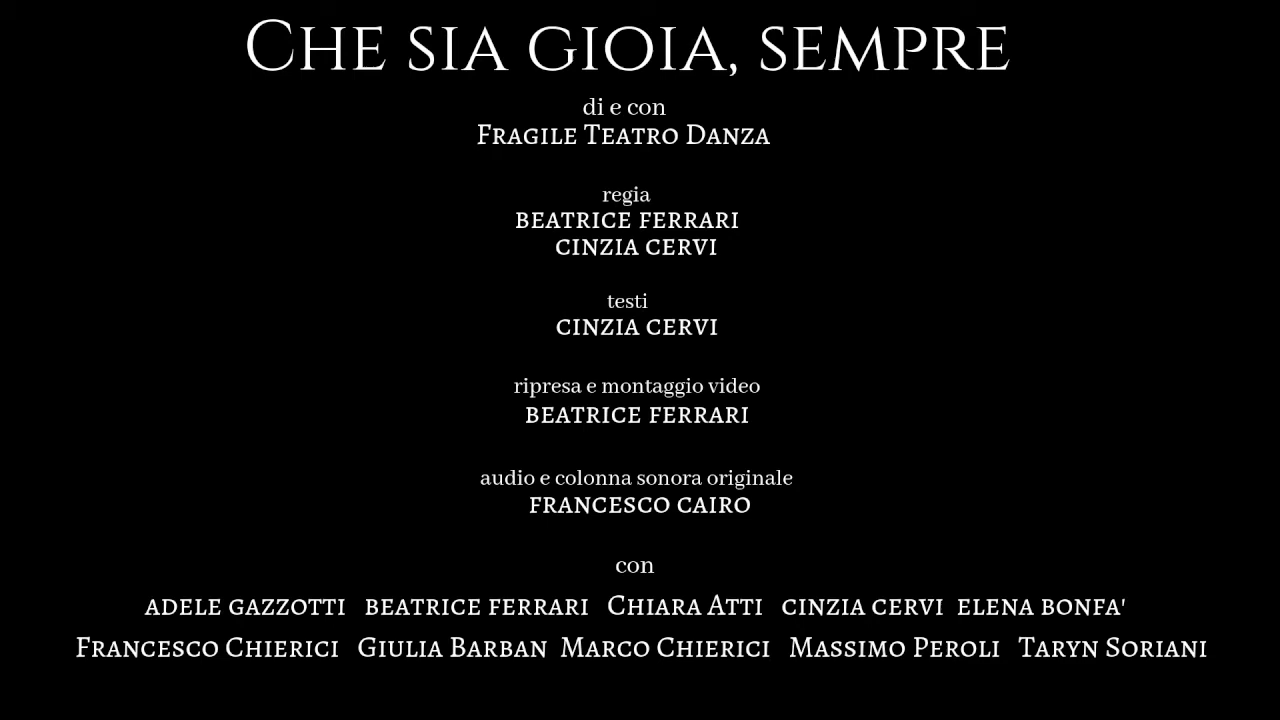 Che sia gioia, sempre
di e con
Fragile Teatro Danza
regia
beatrice ferrari
cinzia cervi
testi
cinzia cervi
ripresa e montaggio video
beatrice ferrari
audio e colonna sonora originale
francesco cairo
con
adele gazzotti beatrice ferrari Chiara Atti cinzia cervi elena bonfa'
Francesco Chierici Giulia Barban Marco Chierici Massimo Peroli Taryn Soriani